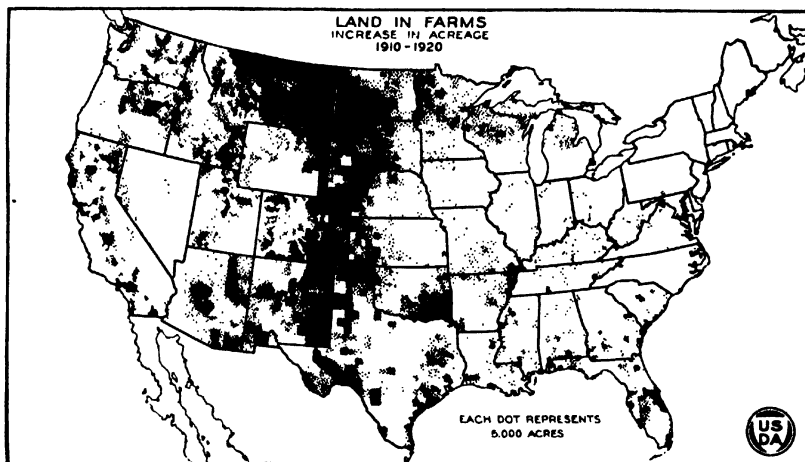 LAND IN FARMS
INCREASE IN ACREAGE
1910-1920
EACH DOT REPRESENTS
5,000 ACRES
US
DA